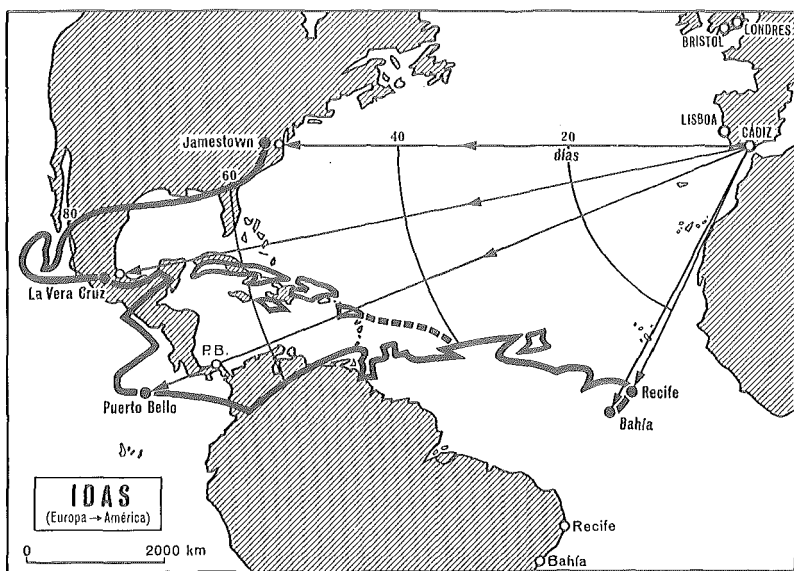 LONDRES
BRISTOL
LISBOA
CÁDIZ
Jamestown
40
20
días
60
80
La Vera Cruz
P.B.
Puerto Bello
Recife
Bahía
IDAS
(Europa → América)
0 2000 km
Recife
Bahía